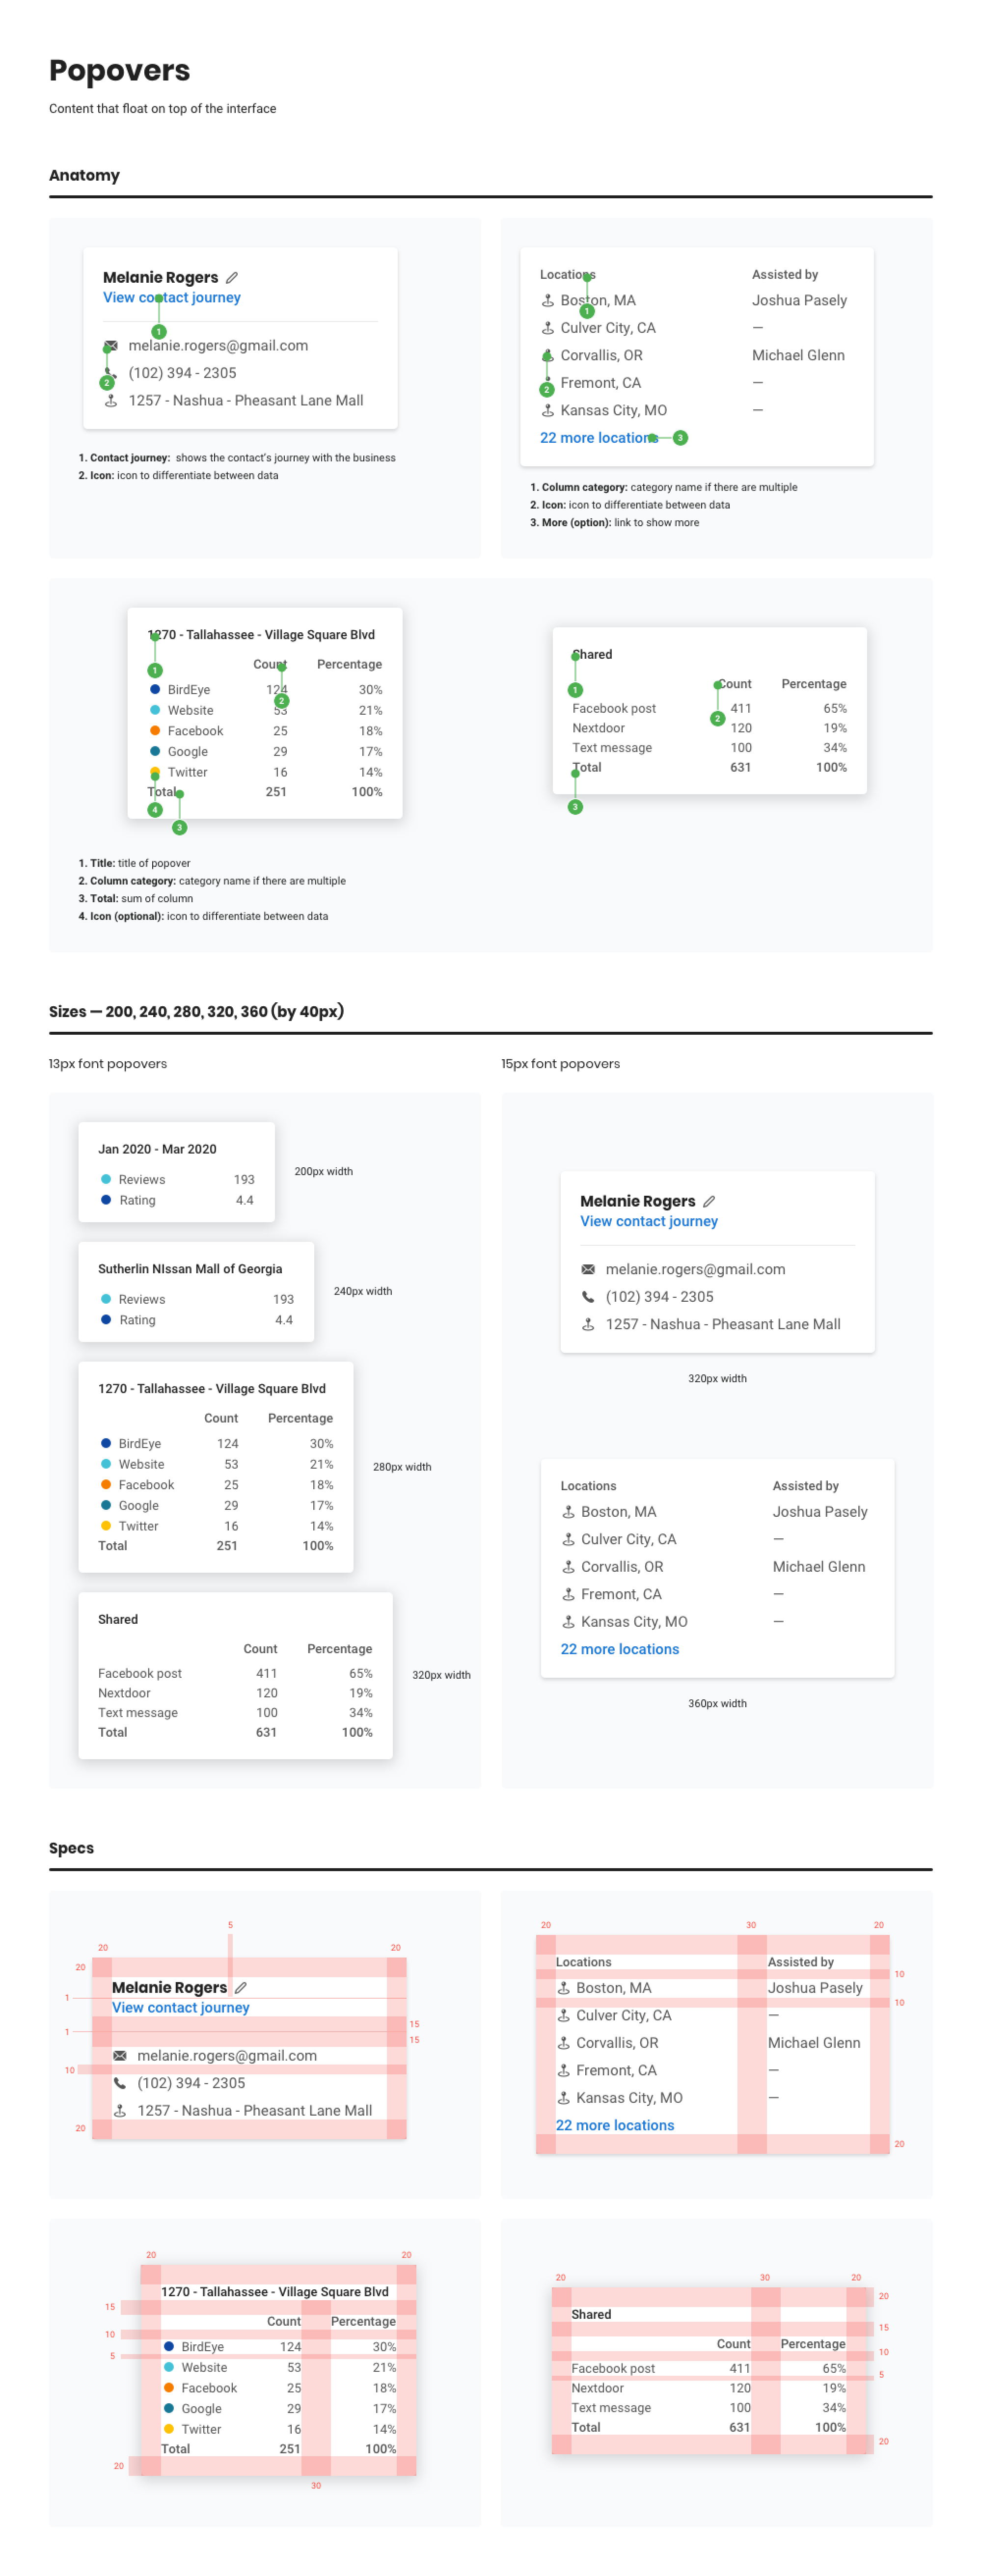 Popovers
Content that float on top of the interface
Anatomy
Melanie Rogers
View contact journey
1
melanie.rogers@gmail.com
(102) 394 - 2305
2
1257 - Nashua - Pheasant Lane Mall
1. Contact journey: shows the contact's journey with the business
2. Icon: icon to differentiate between data
Locations Assisted by
Boston, MA Joshua Pasely
1
Culver City, CA —
Corvallis, OR Michael Glenn
Fremont, CA —
2
Kansas City, MO —
22 more locations 3
1. Column category: category name if there are multiple
2. Icon: icon to differentiate between data
3. More (option): link to show more
1270 - Tallahassee - Village Square Blvd
Count Percentage
1
BirdEye 124 30%
2
Website 53 21%
Facebook 25 18%
Google 29 17%
Twitter 16 14%
Total 251 100%
4
3
Shared
Count Percentage
1
Facebook post 411 65%
2
Nextdoor 120 19%
Text message 100 34%
Total 631 100%
3
1. Title: title of popover
2. Column category: category name if there are multiple
3. Total: sum of column
4. Icon (optional): icon to differentiate between data
Sizes — 200, 240, 280, 320, 360 (by 40px)
13px font popovers
Jan 2020 - Mar 2020
Reviews 193
Rating 4.4
200px width
Sutherlin NIssan Mall of Georgia
Reviews 193
Rating 4.4
240px width
1270 - Tallahassee - Village Square Blvd
Count Percentage
BirdEye 124 30%
Website 53 21%
Facebook 25 18%
Google 29 17%
Twitter 16 14%
Total 251 100%
280px width
Shared
Count Percentage
Facebook post 411 65%
Nextdoor 120 19%
Text message 100 34%
Total 631 100%
320px width
15px font popovers
Melanie Rogers
View contact journey
melanie.rogers@gmail.com
(102) 394 - 2305
1257 - Nashua - Pheasant Lane Mall
320px width
Locations Assisted by
Boston, MA Joshua Pasely
Culver City, CA —
Corvallis, OR Michael Glenn
Fremont, CA —
Kansas City, MO —
22 more locations
360px width
Specs
5
20 20
20
Melanie Rogers
1
View contact journey
15
1
15
melanie.rogers@gmail.com
10
(102) 394 - 2305
1257 - Nashua - Pheasant Lane Mall
20
20 30 20
Locations Assisted by
10
Boston, MA Joshua Pasely
10
Culver City, CA —
Corvallis, OR Michael Glenn
Fremont, CA —
Kansas City, MO —
22 more locations
20
20 20
1270 - Tallahassee - Village Square Blvd
15
Count Percentage
10
BirdEye 124 30%
5
Website 53 21%
Facebook 25 18%
Google 29 17%
Twitter 16 14%
Total 251 100%
20
30
20 30 20
20
Shared
15
Count Percentage
10
Facebook post 411 65%
5
Nextdoor 120 19%
Text message 100 34%
Total 631 100%
20